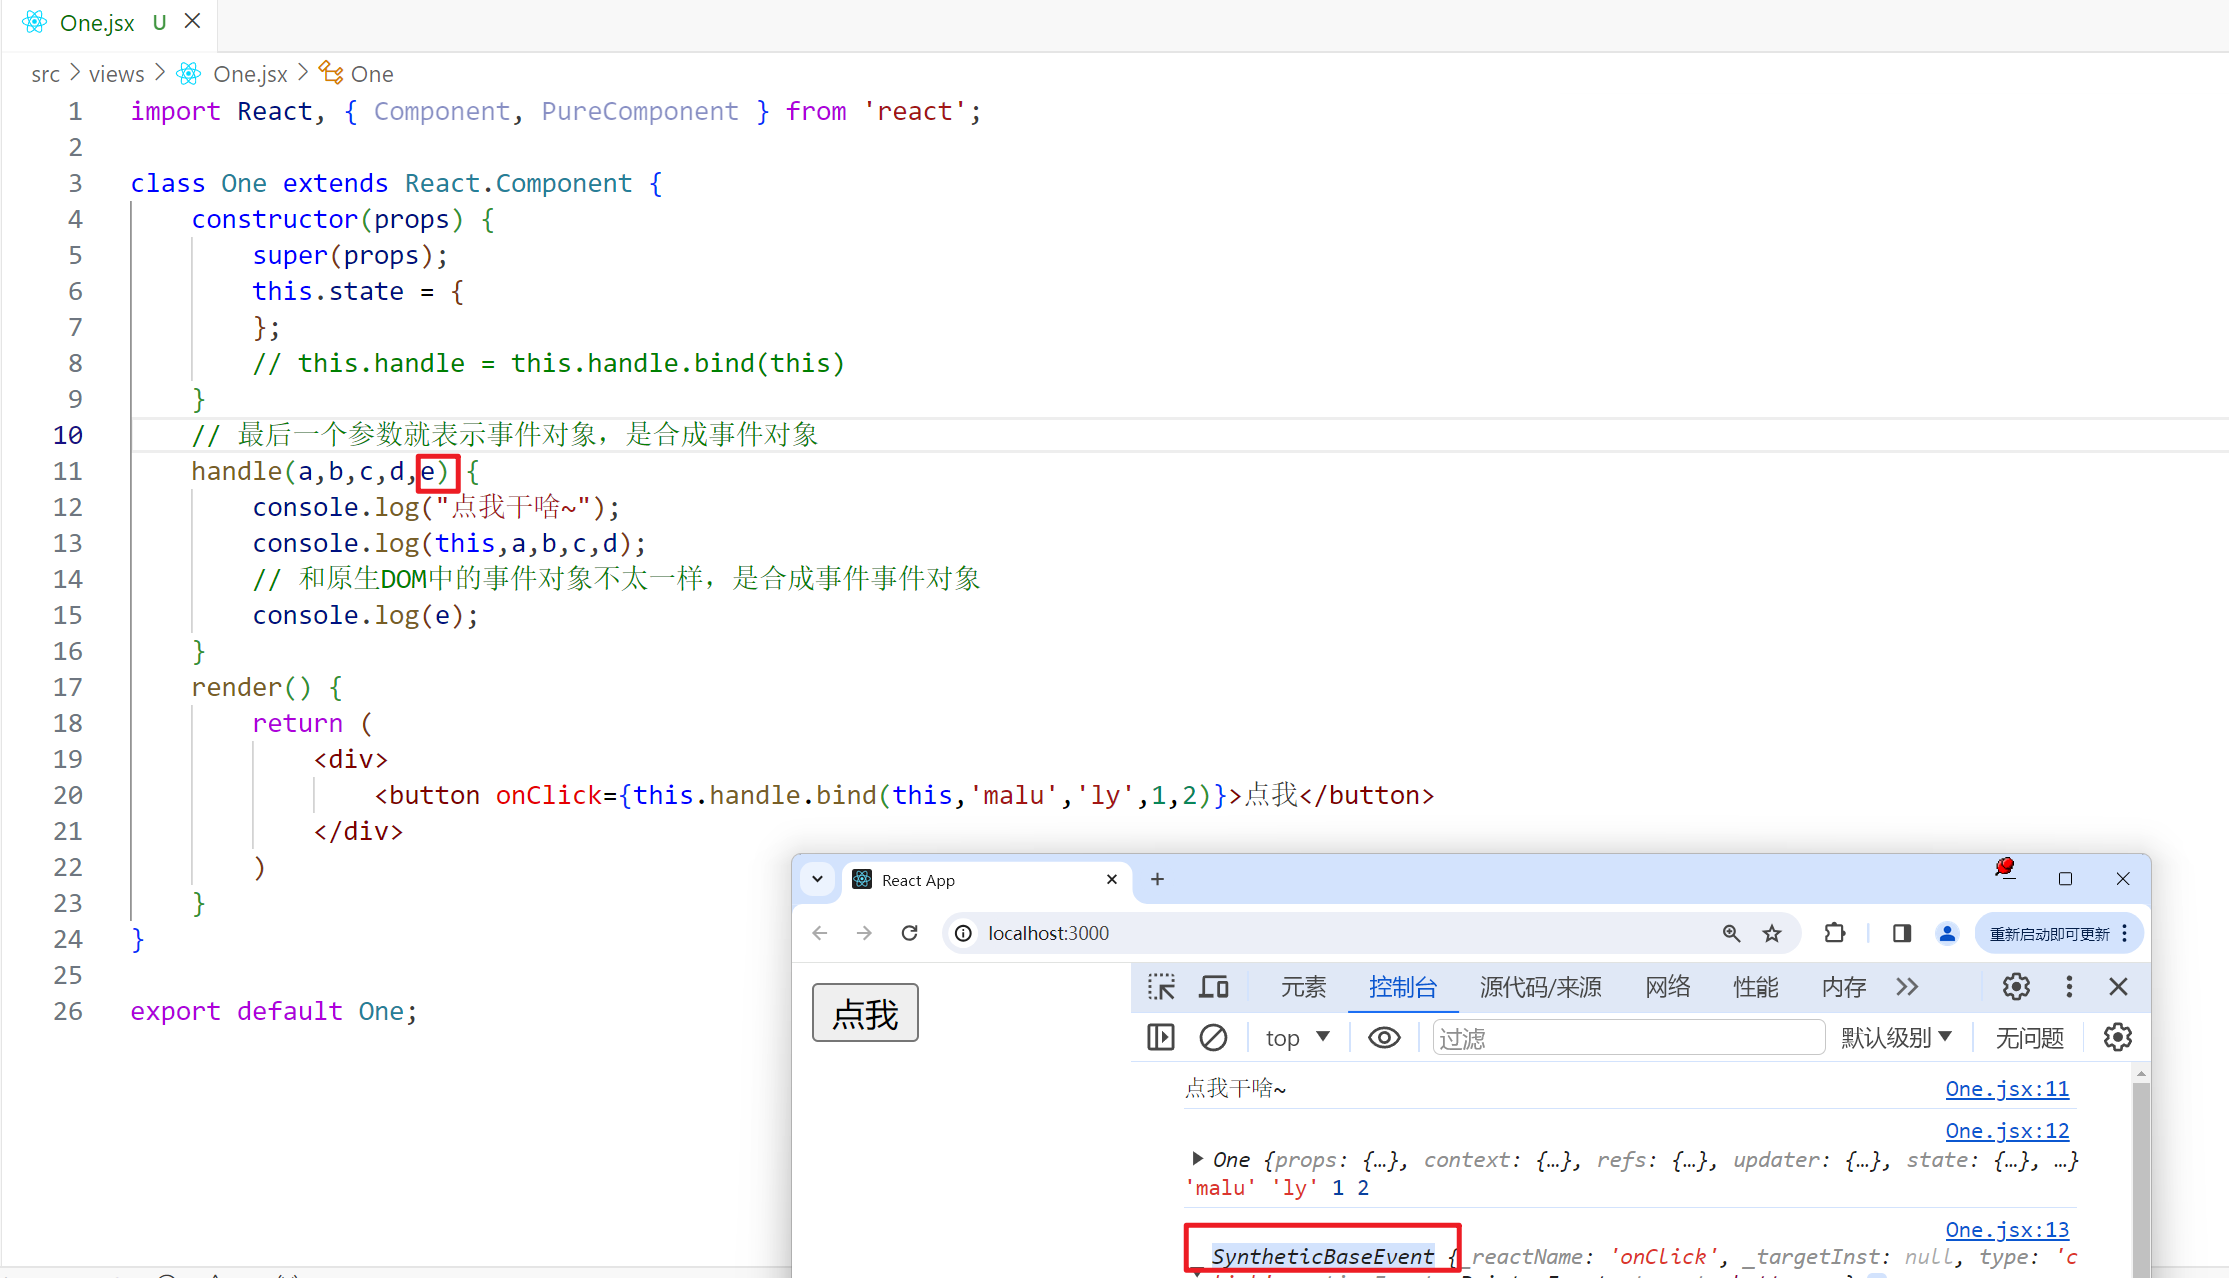 One.jsx U
src > views > One.jsx > One
1 import React, { Component, PureComponent } from 'react';
2
3 class One extends React.Component {
4 constructor(props) {
5 super(props);
6 this.state = {
7 };
8 // this.handle = this.handle.bind(this)
9 }
10 // 最后一个参数就表示事件对象，是合成事件对象
11 handle(a,b,c,d,e) {
12 console.log("点我干啥~");
13 console.log(this,a,b,c,d);
14 // 和原生DOM中的事件对象不太一样，是合成事件事件对象
15 console.log(e);
16 }
17 render() {
18 return (
19 <div>
20 <button onClick={this.handle.bind(this,'malu','ly',1,2)}>点我</button>
21 </div>
22 )
23 }
24 }
25
26 export default One;
React App
localhost:3000
重新启动即可更新
点我
元素 控制台 源代码/来源 网络 性能 内存
top 过滤 默认级别 无问题
点我干啥~ One.jsx:11
One.jsx:12
One {props: {…}, context: {…}, refs: {…}, updater: {…}, state: {…}, …}
'malu' 'ly' 1 2
One.jsx:13
SyntheticBaseEvent {_reactName: 'onClick', _targetInst: null, type: 'c